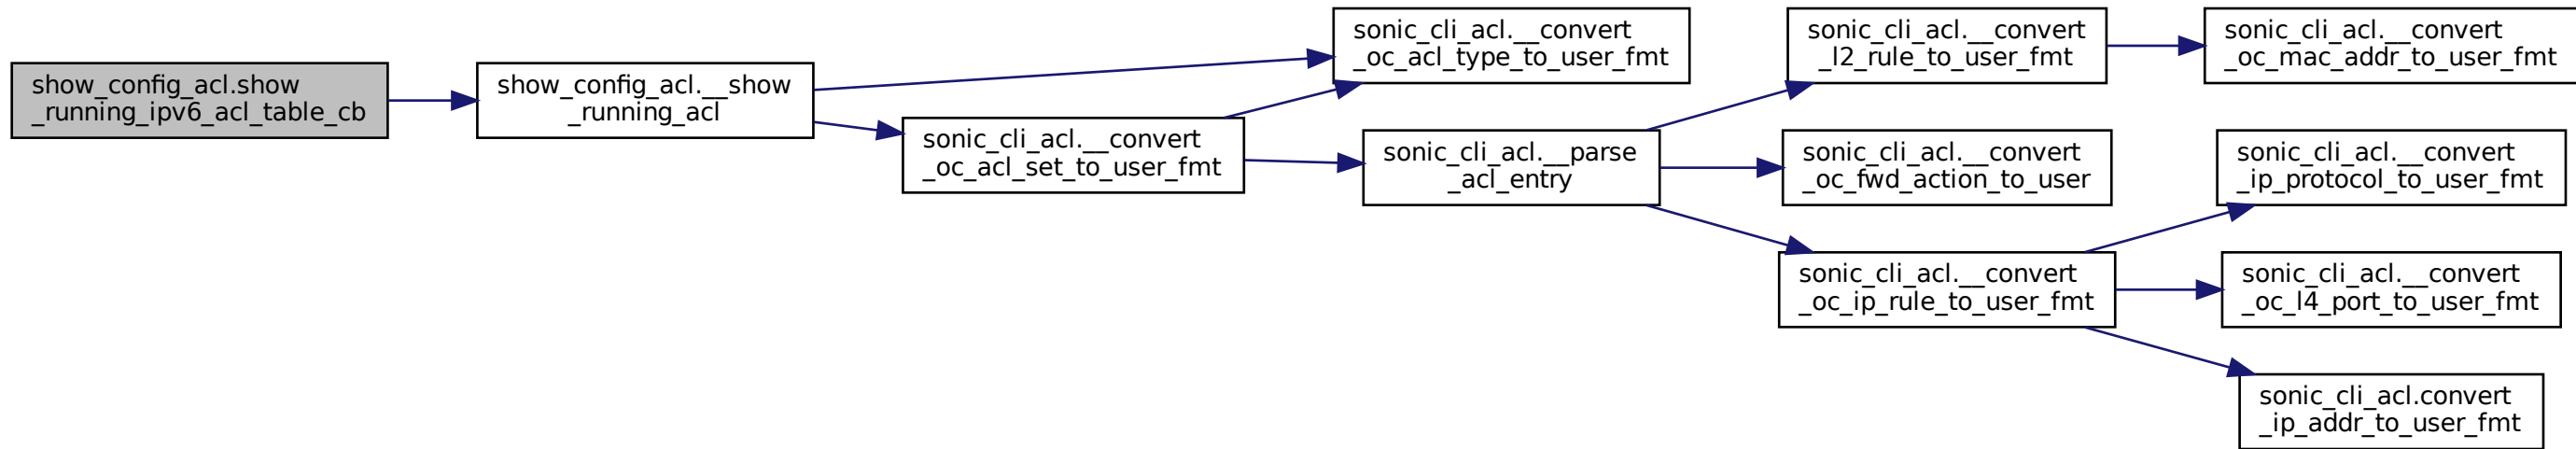 show_config_acl.show
_running_ipv6_acl_table_cb
show_config_acl.__show
_running_acl
sonic_cli_acl.__convert
_oc_acl_type_to_user_fmt
sonic_cli_acl.__convert
_oc_acl_set_to_user_fmt
sonic_cli_acl.__parse
_acl_entry
sonic_cli_acl.__convert
_l2_rule_to_user_fmt
sonic_cli_acl.__convert
_oc_mac_addr_to_user_fmt
sonic_cli_acl.__convert
_oc_fwd_action_to_user
sonic_cli_acl.__convert
_oc_ip_rule_to_user_fmt
sonic_cli_acl.__convert
_ip_protocol_to_user_fmt
sonic_cli_acl.__convert
_oc_l4_port_to_user_fmt
sonic_cli_acl.convert
_ip_addr_to_user_fmt